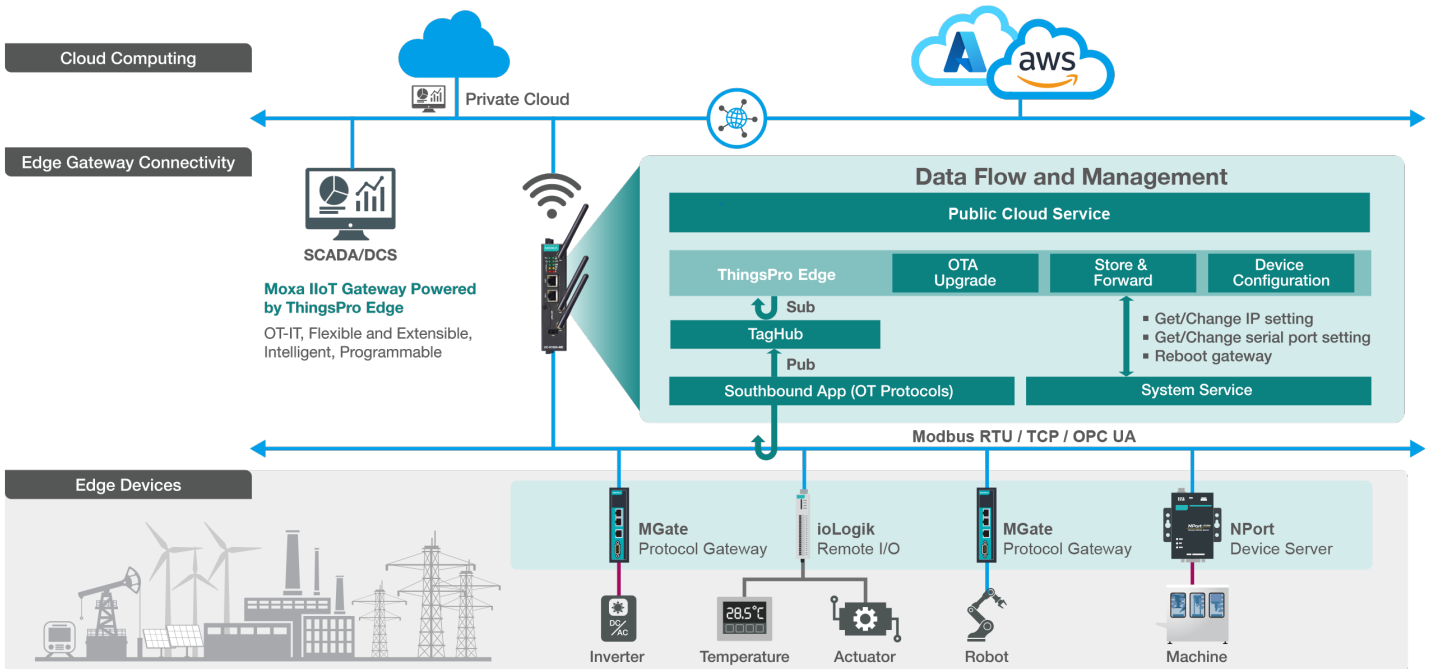 Cloud Computing
Private Cloud
aws
Edge Gateway Connectivity
SCADA/DCS
Moxa IIoT Gateway Powered
by ThingsPro Edge
OT-IT, Flexible and Extensible,
Intelligent, Programmable
Data Flow and Management
Public Cloud Service
ThingsPro Edge
OTA
Upgrade
Store &
Forward
Device
Configuration
Sub
TagHub
Pub
▪ Get/Change IP setting
▪ Get/Change serial port setting
▪ Reboot gateway
Southbound App (OT Protocols)
System Service
Modbus RTU / TCP / OPC UA
Edge Devices
MGate
Protocol Gateway
ioLogik
Remote I/O
MGate
Protocol Gateway
NPort
NPort
Device Server
DC/
AC
Inverter
28.5°C
Temperature
Actuator
Robot
Machine